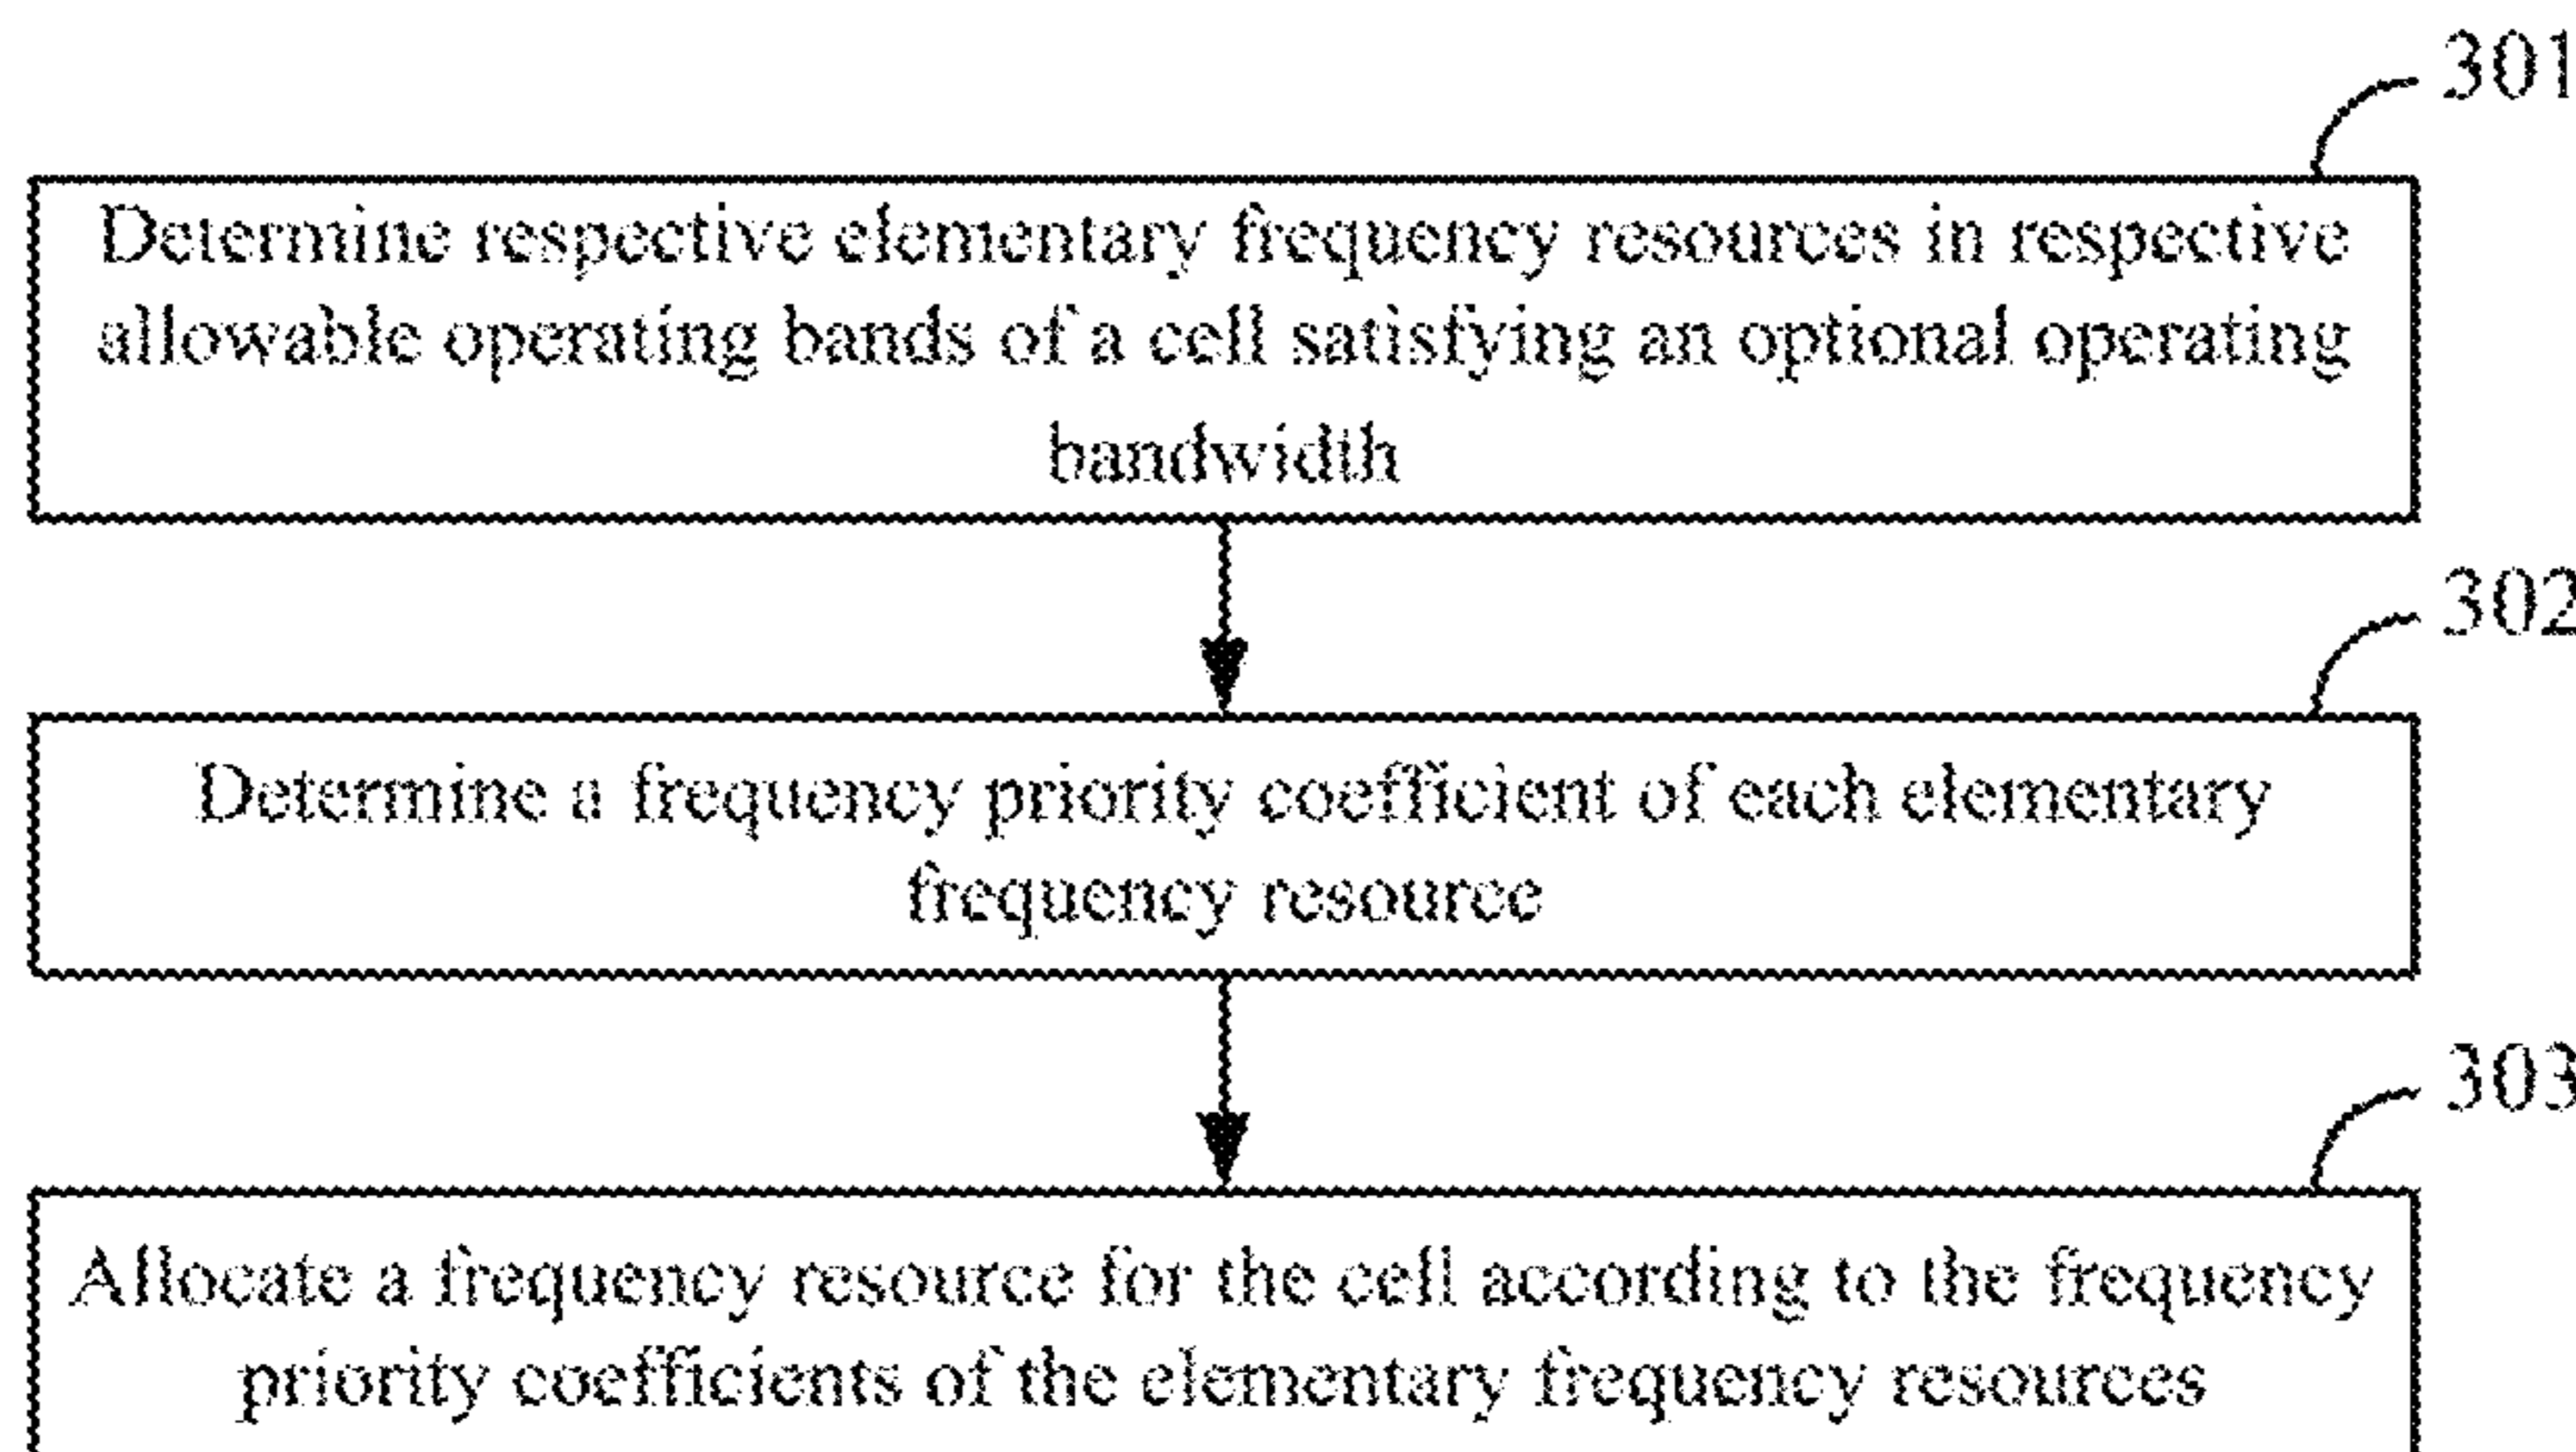 301
Determine respective elementary frequency resources in respective
allowable operating bands of a cell satisfying an optional operating
bandwidth
302
Determine a frequency priority coefficient of each elementary
frequency resource
303
Allocate a frequency resource for the cell according to the frequency
priority coefficients of the elementary frequency resources